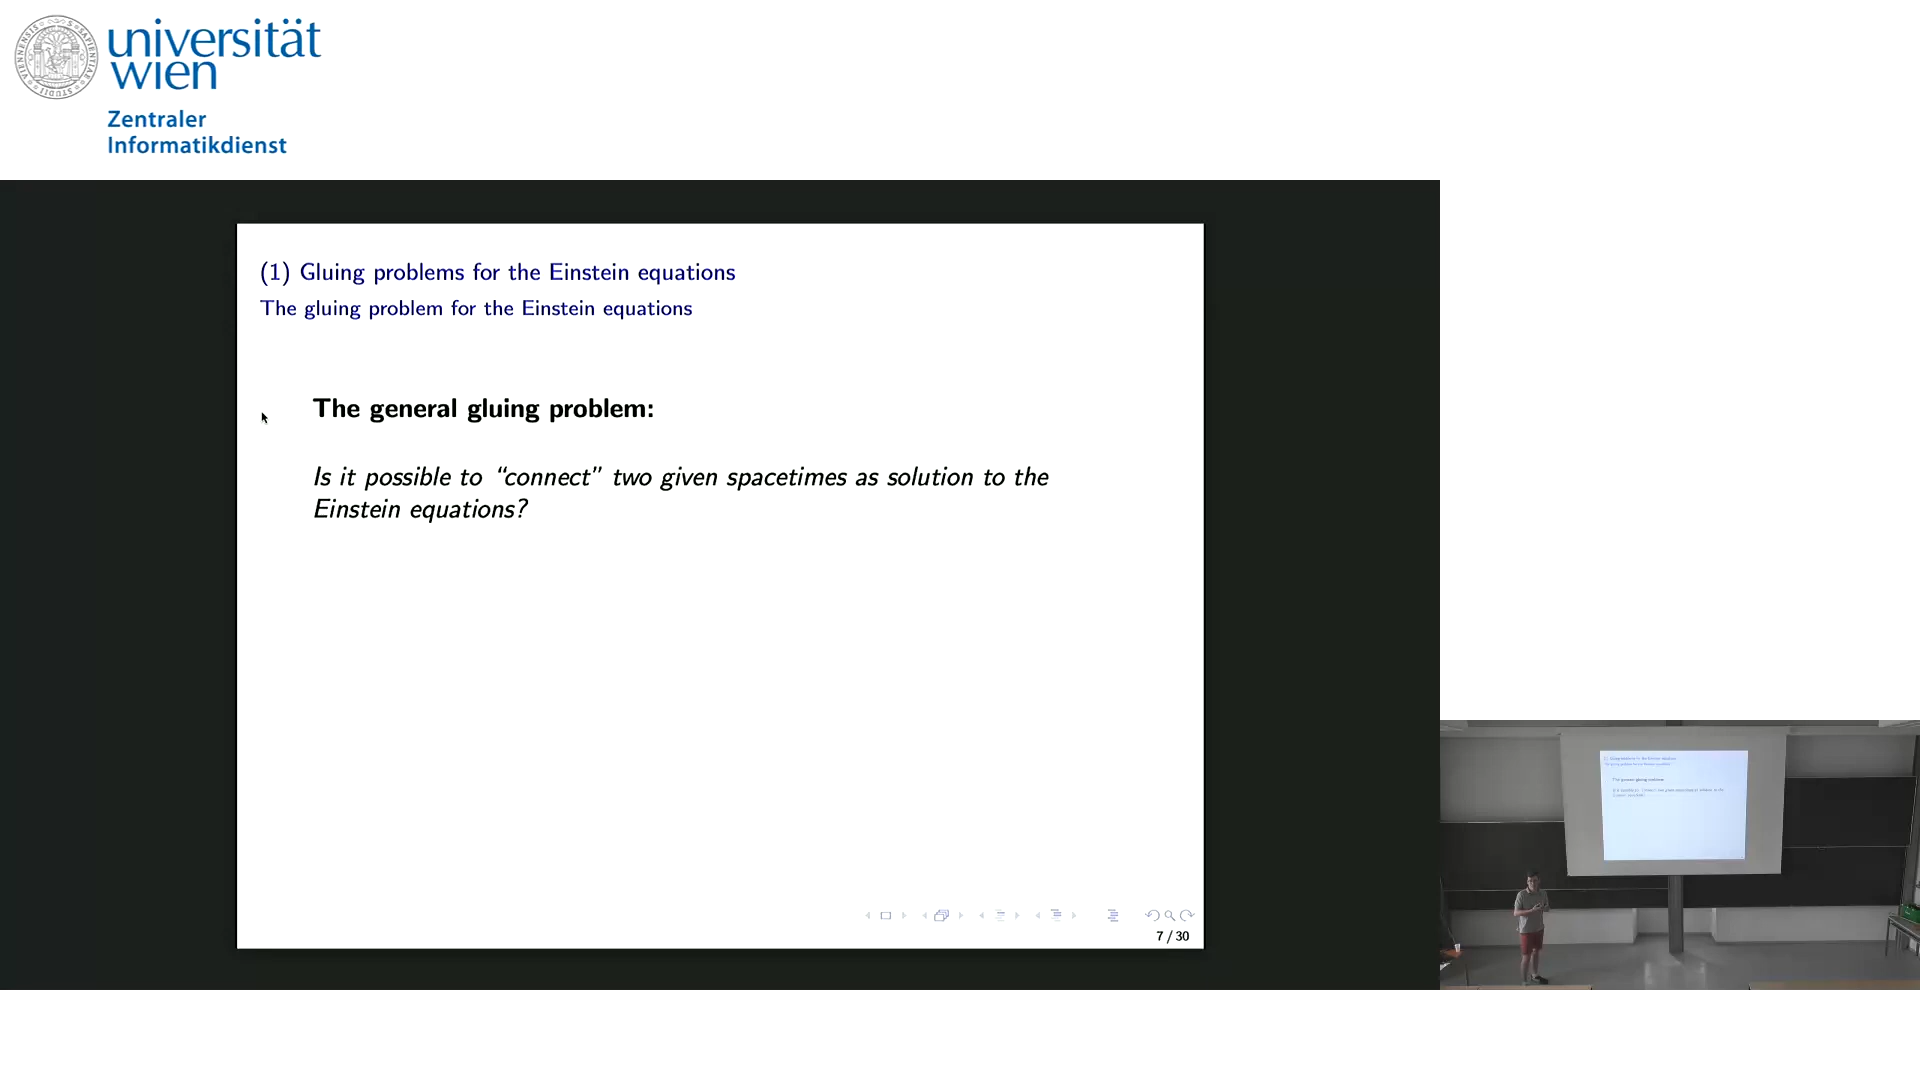 universität
wien
Zentraler
Informatikdienst
(1) Gluing problems for the Einstein equations
The gluing problem for the Einstein equations
The general gluing problem:
Is it possible to “connect” two given spacetimes as solution to the
Einstein equations?
7 / 30